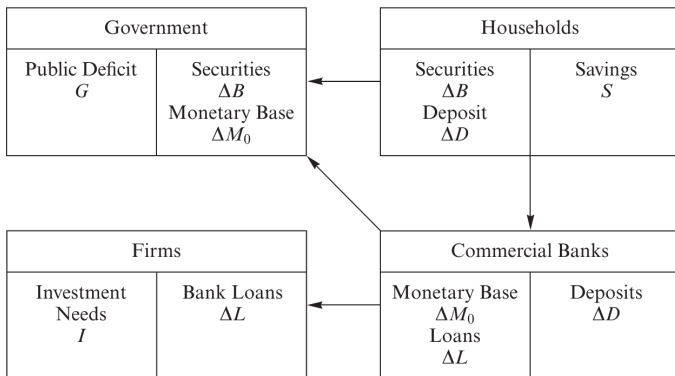 Government
Public Deficit
G
Securities
ΔB
Monetary Base
ΔM₀
Households
Securities
ΔB
Deposit
ΔD
Savings
S
Firms
Investment
Needs
I
Bank Loans
ΔL
Commercial Banks
Monetary Base
ΔM₀
Loans
ΔL
Deposits
ΔD